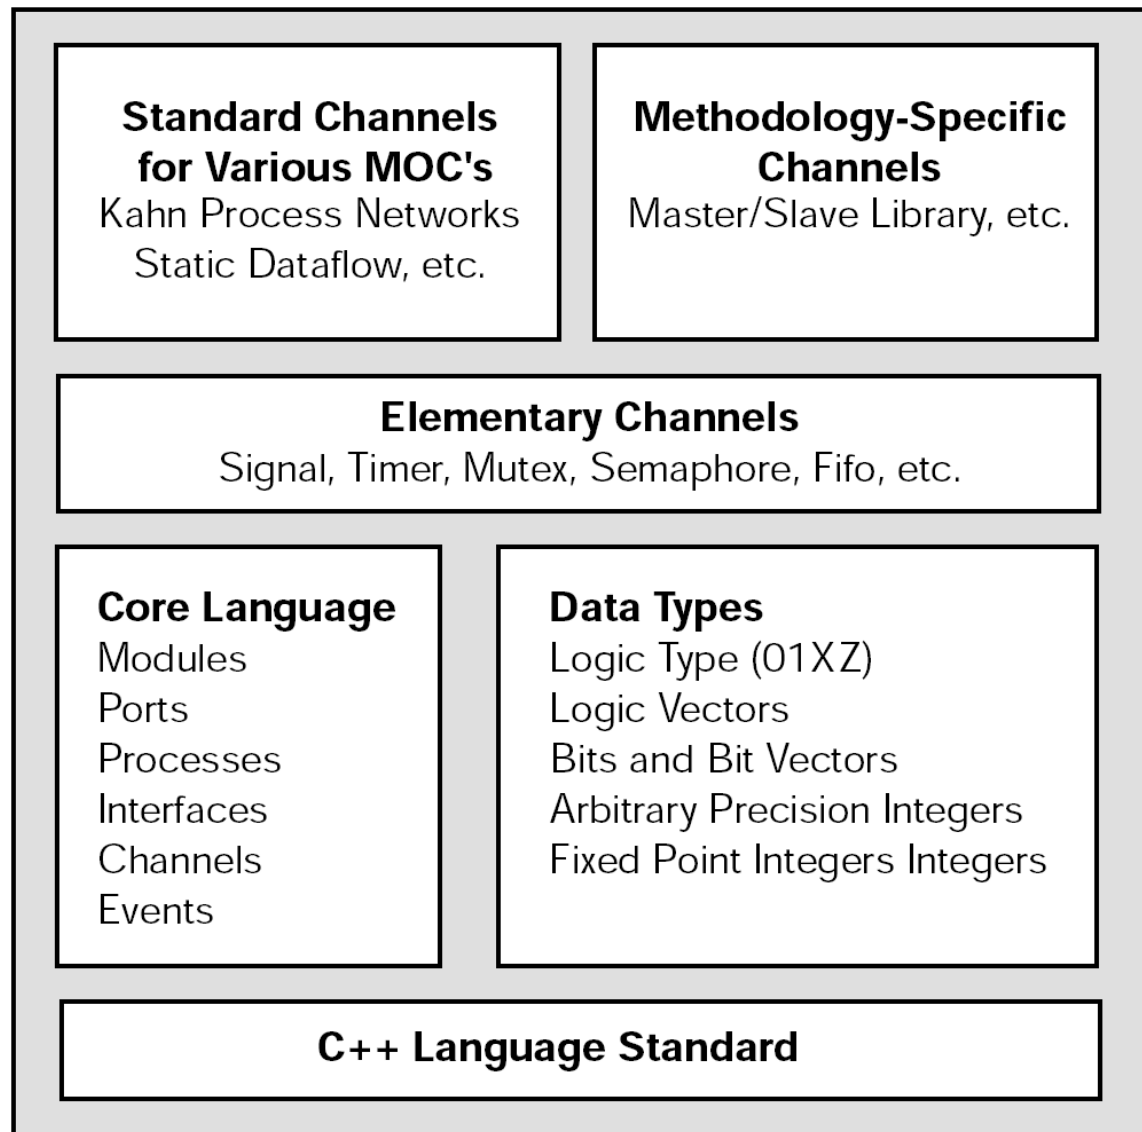 Standard Channels
for Various MOC's
Kahn Process Networks
Static Dataflow, etc.
Methodology-Specific
Channels
Master/Slave Library, etc.
Elementary Channels
Signal, Timer, Mutex, Semaphore, Fifo, etc.
Core Language
Modules
Ports
Processes
Interfaces
Channels
Events
Data Types
Logic Type (01XZ)
Logic Vectors
Bits and Bit Vectors
Arbitrary Precision Integers
Fixed Point Integers Integers
C++ Language Standard